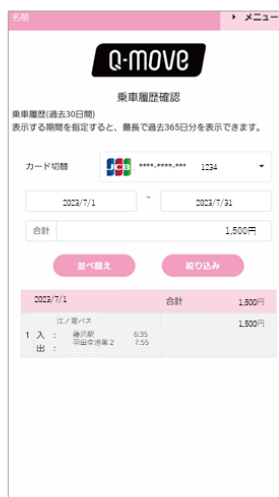 名前
メニュー
Q-move
乗車履歴確認
乗車履歴(過去30日間)
表示する期間を指定すると、最長で過去365日分を表示できます。
カード切替 JCB ****-****-*** 1234
2023/7/1 ~ 2023/7/31
合計 1,500円
並べ替え 絞り込み
2023/7/1 合計 1,500円
江ノ電バス 1,500円
1 入 : 藤沢駅 6:35
出 : 羽田空港第2 7:55